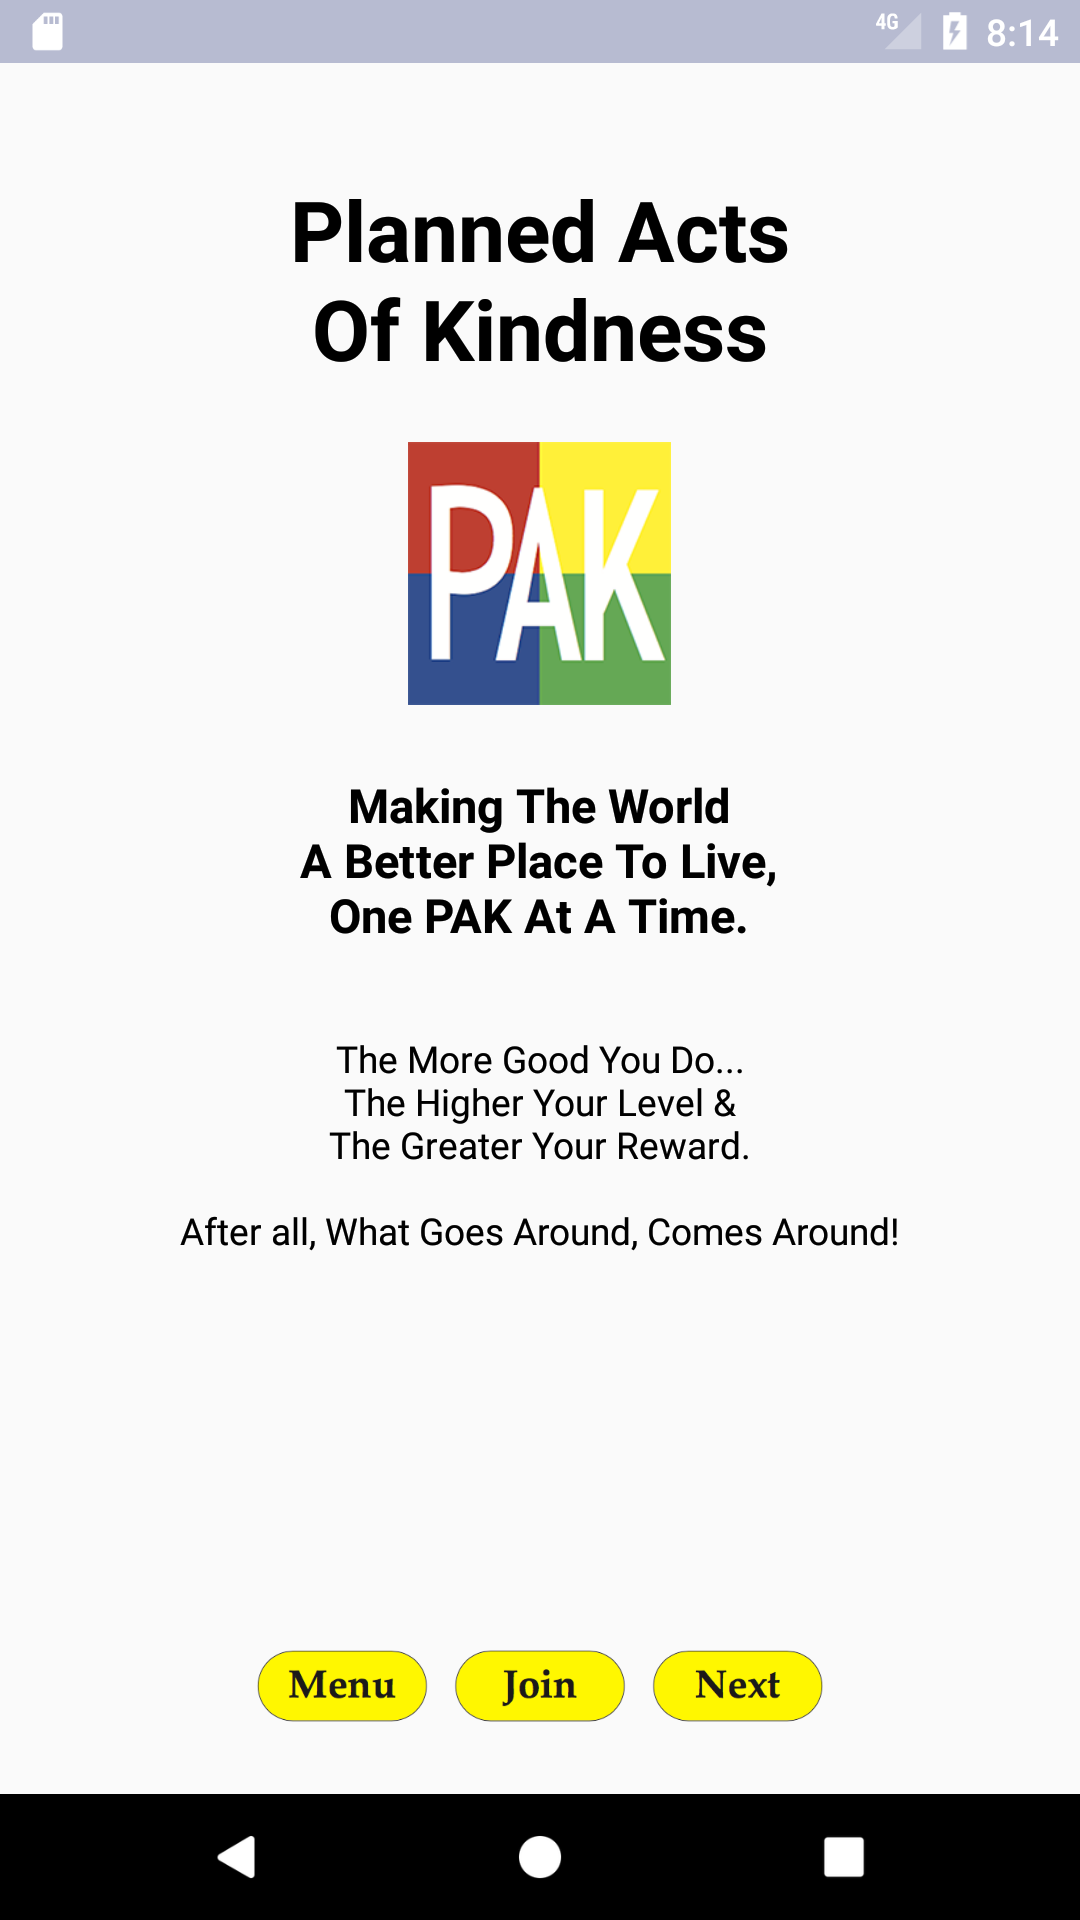 4G 8:14
Planned Acts
Of Kindness
PAK
Making The World
A Better Place To Live,
One PAK At A Time.
The More Good You Do...
The Higher Your Level &
The Greater Your Reward.
After all, What Goes Around, Comes Around!
Menu Join Next